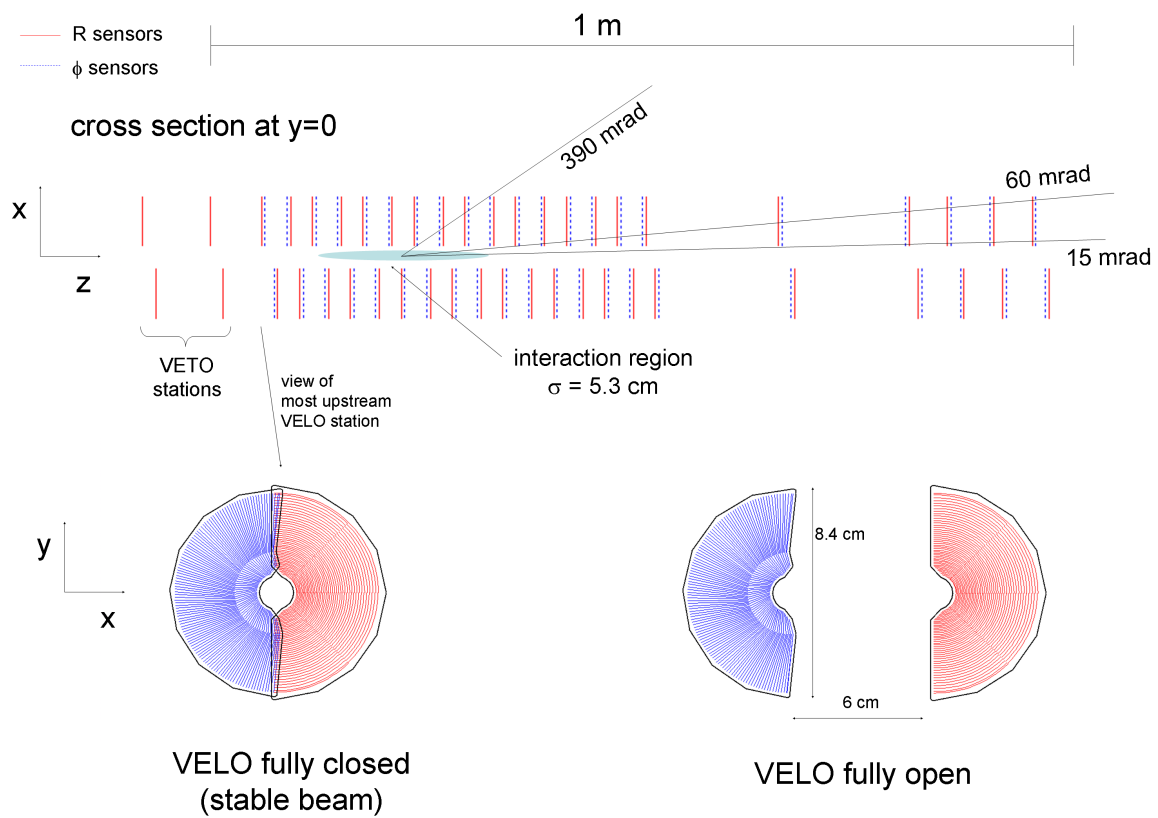 R sensors
ϕ sensors
1 m
cross section at y=0
390 mrad
60 mrad
15 mrad
x
z
VETO
stations
view of
most upstream
VELO station
interaction region
σ = 5.3 cm
y
x
8.4 cm
6 cm
VELO fully closed
(stable beam)
VELO fully open